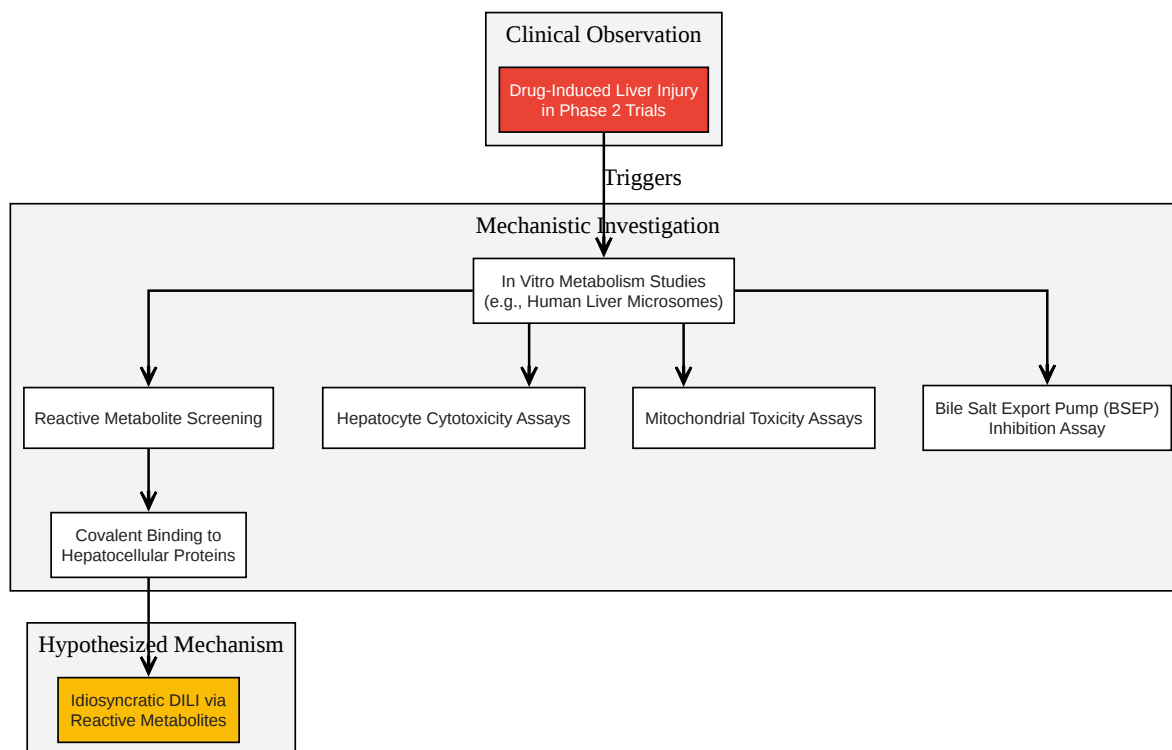 Clinical Observation
Drug-Induced Liver Injury
in Phase 2 Trials
Triggers
Mechanistic Investigation
In Vitro Metabolism Studies
(e.g., Human Liver Microsomes)
Reactive Metabolite Screening
Hepatocyte Cytotoxicity Assays
Mitochondrial Toxicity Assays
Bile Salt Export Pump (BSEP)
Inhibition Assay
Covalent Binding to
Hepatocellular Proteins
Hypothesized Mechanism
Idiosyncratic DILI via
Reactive Metabolites